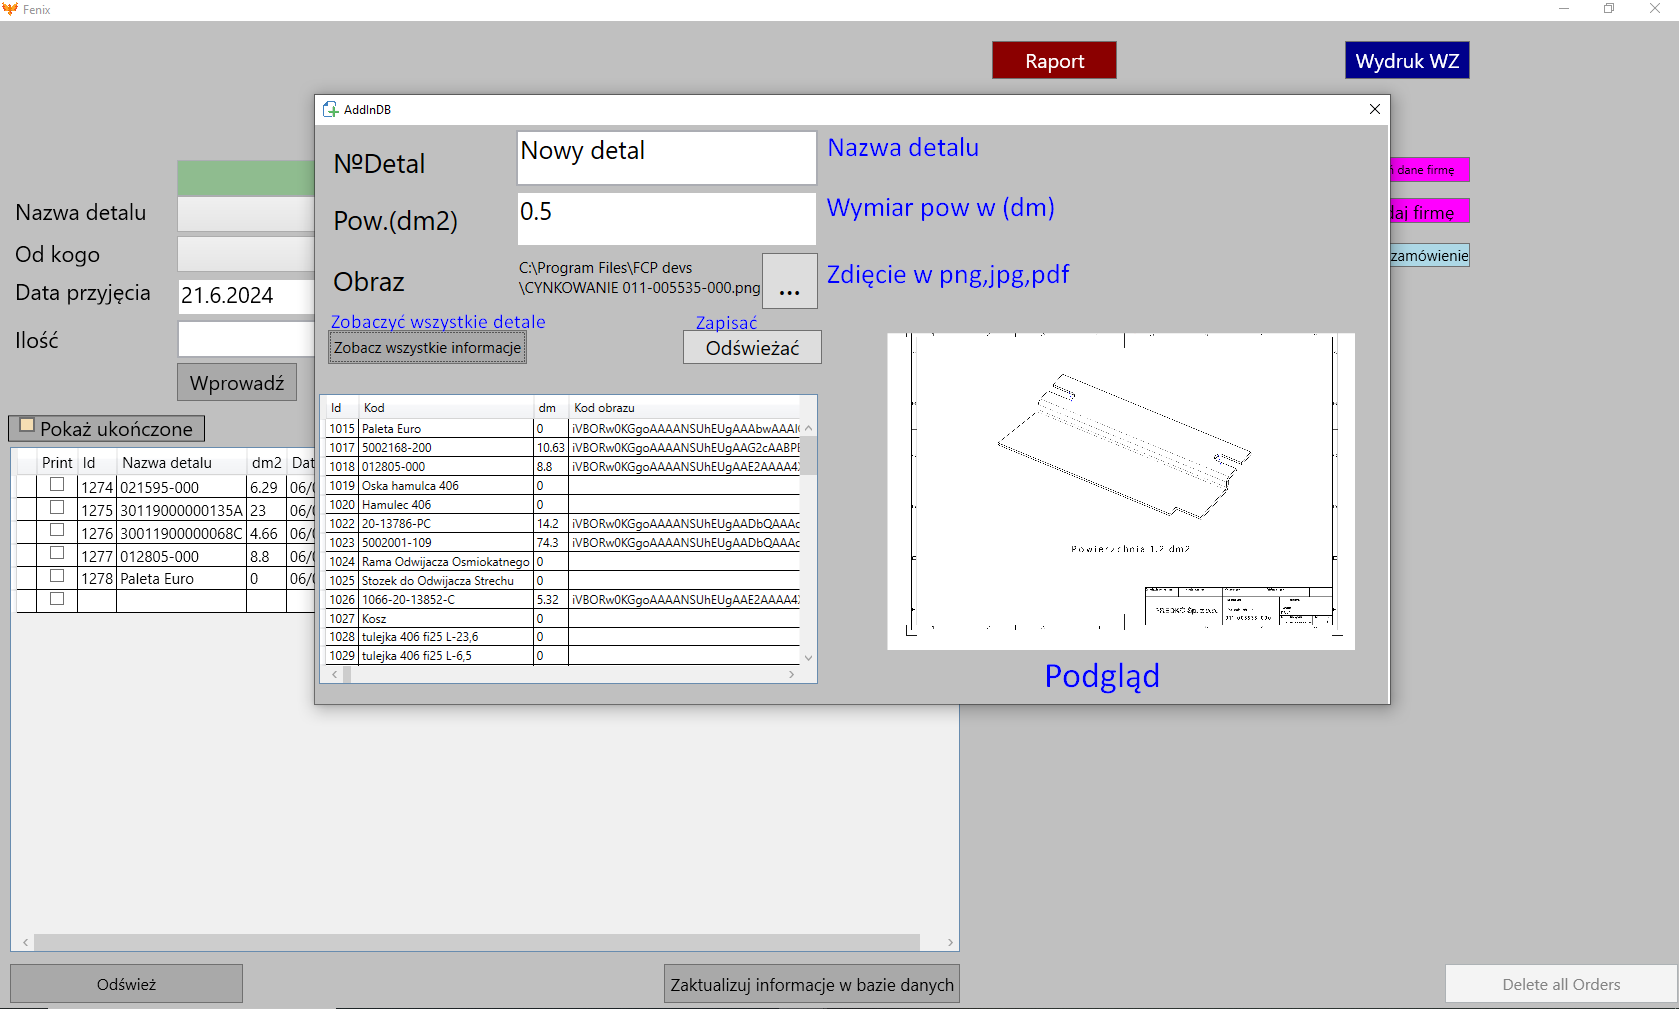 Fenix
Raport
Wydruk WZ
AddInDB
NºDetal
Nowy detal
Nazwa detalu
Pow.(dm2)
0.5
Wymiar pow w (dm)
Obraz
C:\Program Files\FCP devs
\CYNKOWANIE 011-005535-000.png
...
Zdięcie w png,jpg,pdf
Zobaczyć wszystkie detale
Zapisać
Zobacz wszystkie informacje
Odświeżać
Id Kod dm Kod obrazu
1015 Paleta Euro 0
1017 5002168-200 10.63
1018 012805-000 8.8
1019 Oska hamulca 406 0
1020 Hamulec 406 0
1022 20-13786-PC 14.2
1023 5002001-109 74.3
1024 Rama Odwijacza Osmiokatnego 0
1025 Stozek do Odwijacza Strechu 0
1026 1066-20-13852-C 5.32
1027 Kosz 0
1028 tulejka 406 fi25 L-23,6 0
1029 tulejka 406 fi25 L-6,5 0
Powierzchnia 1.2 dm2
Podgląd
dane firmę
aj firmę
zamówienie
Nazwa detalu
Od kogo
Data przyjęcia
21.6.2024
Ilość
Wprowadź
Pokaż ukończone
Print Id Nazwa detalu dm2 Dat
1274 021595-000 6.29 06/
1275 30119000000135A 23 06/
1276 30011900000068C 4.66 06/
1277 012805-000 8.8 06/
1278 Paleta Euro 0 06/
Odśwież
Zaktualizuj informacje w bazie danych
Delete all Orders